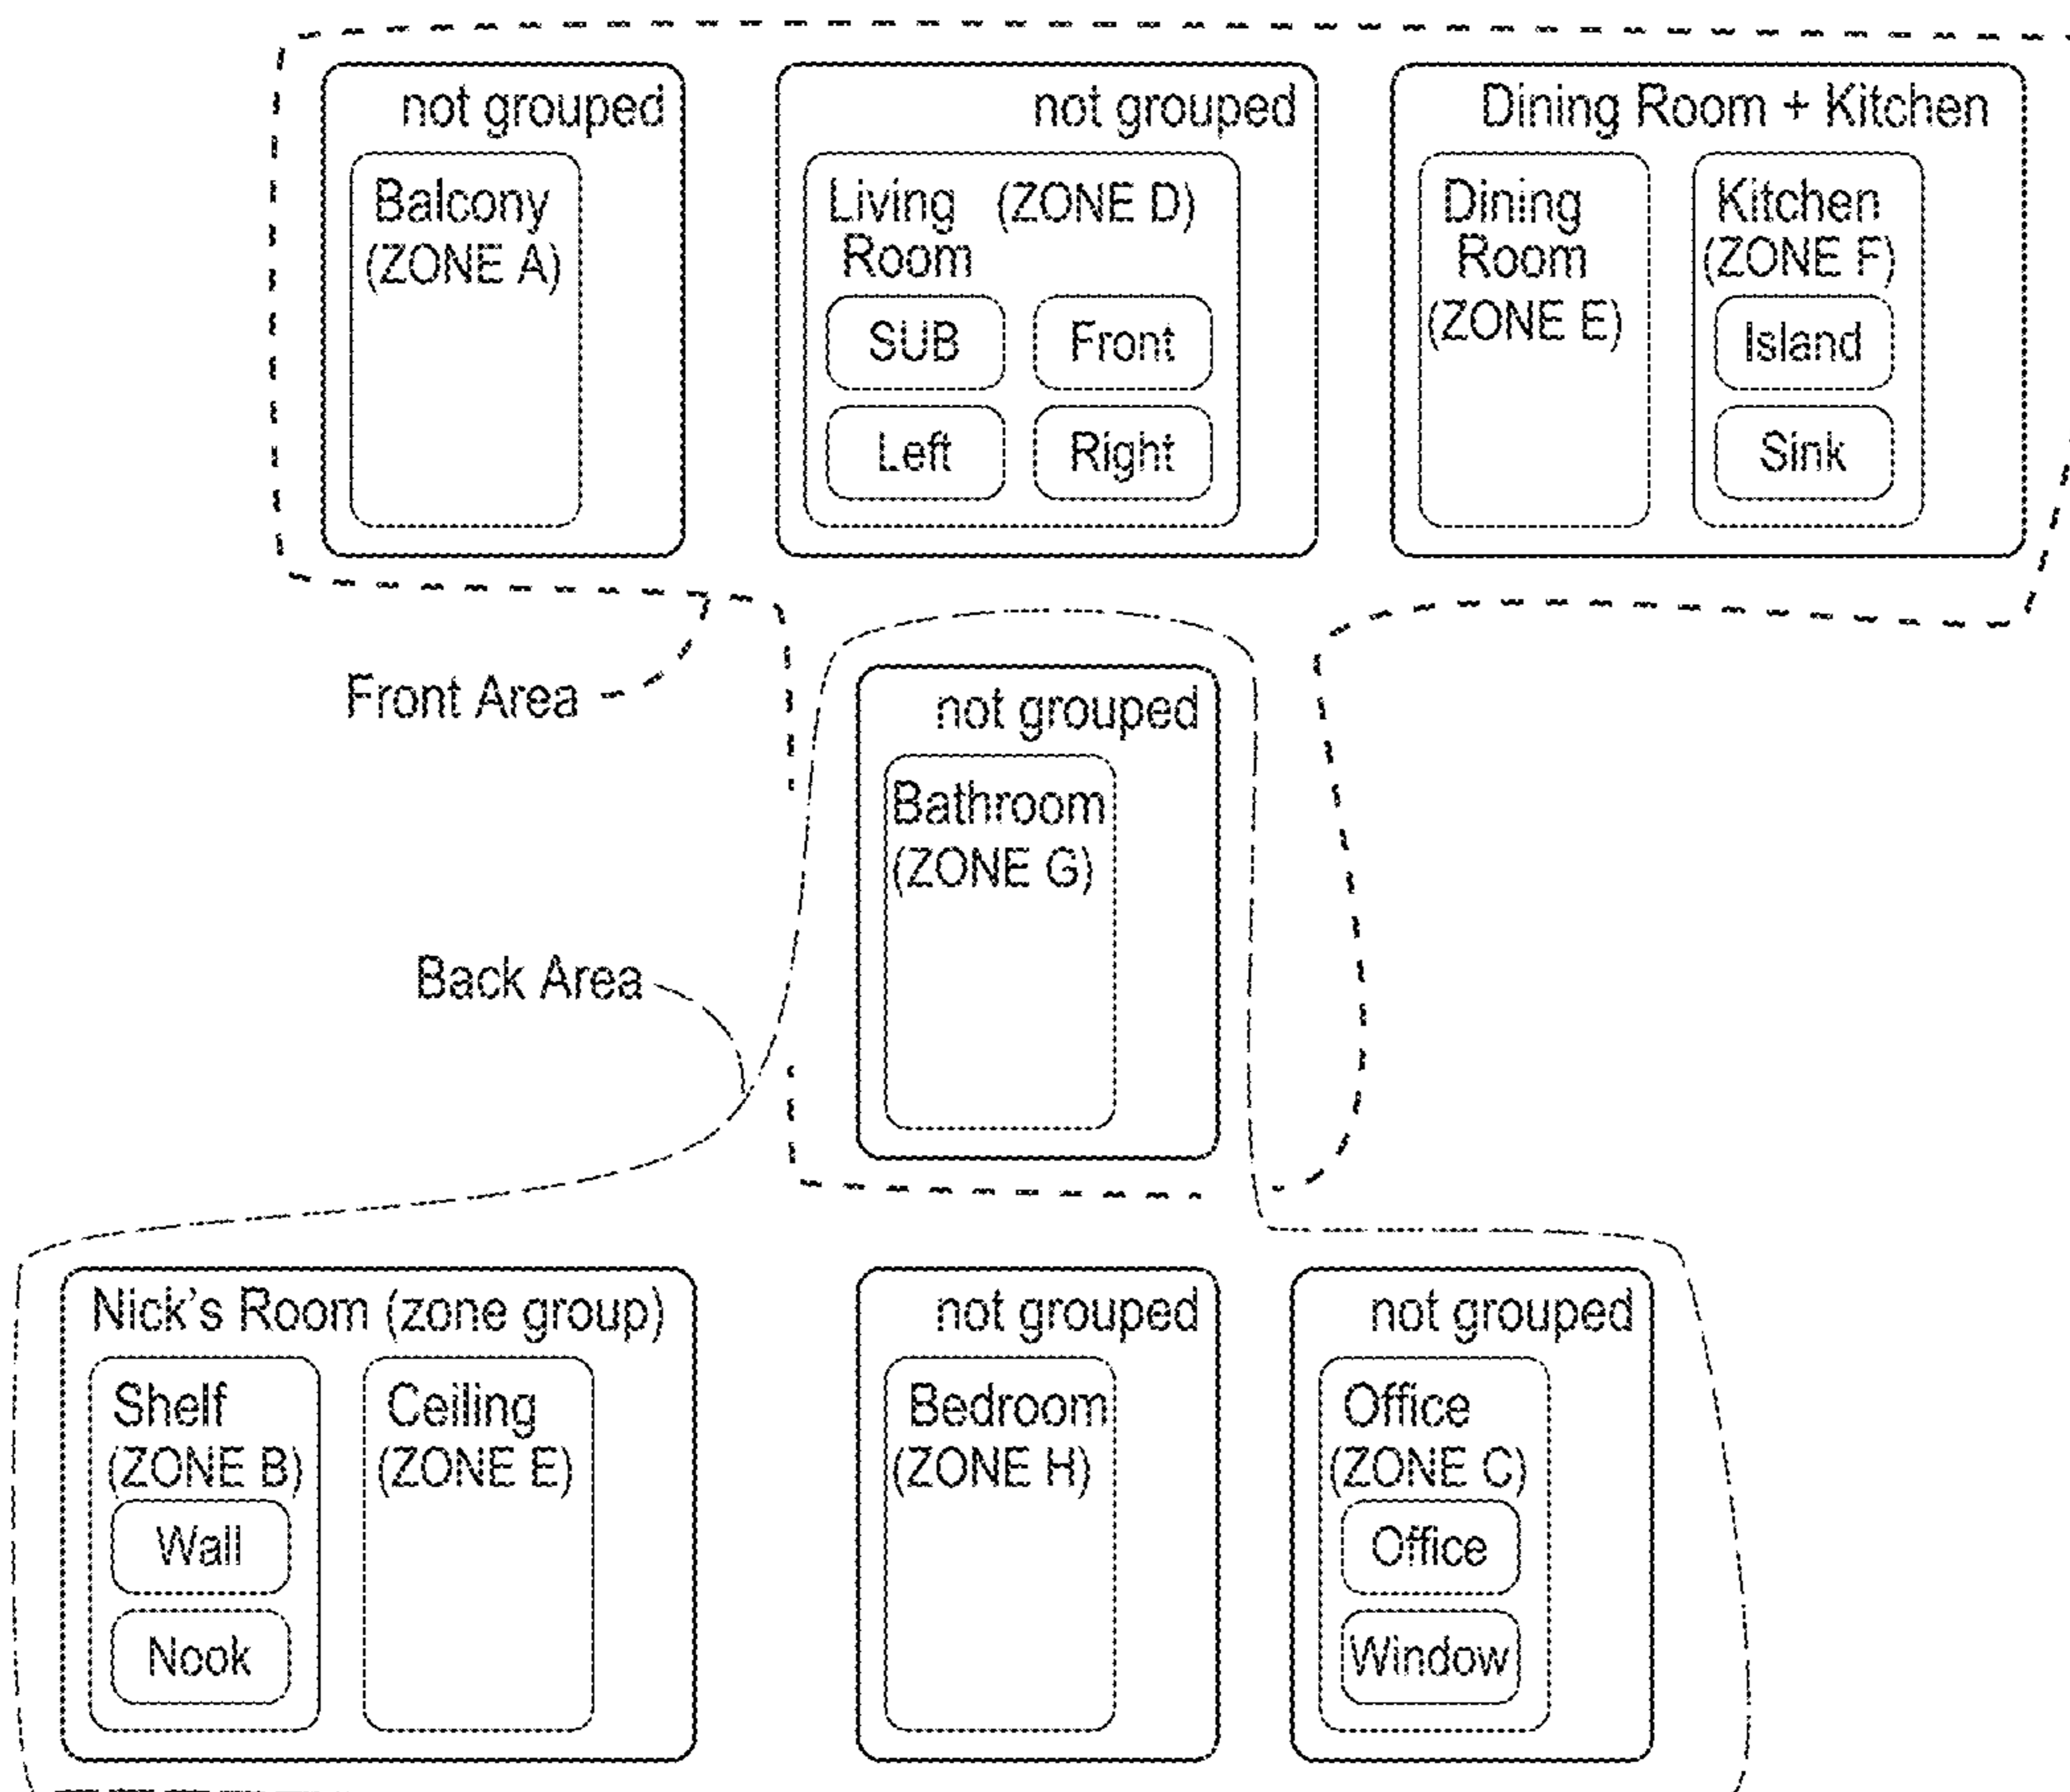 not grouped
Balcony
(ZONE A)
not grouped
Living (ZONE D)
Room
SUB
Front
Left
Right
Dining Room + Kitchen
Dining
Room
(ZONE E)
Kitchen
(ZONE F)
Island
Sink
Front Area
not grouped
Bathroom
(ZONE G)
Back Area
Nick's Room (zone group)
Shelf
(ZONE B)
Wall
Nook
Ceiling
(ZONE E)
not grouped
Bedroom
(ZONE H)
not grouped
Office
(ZONE C)
Office
Window